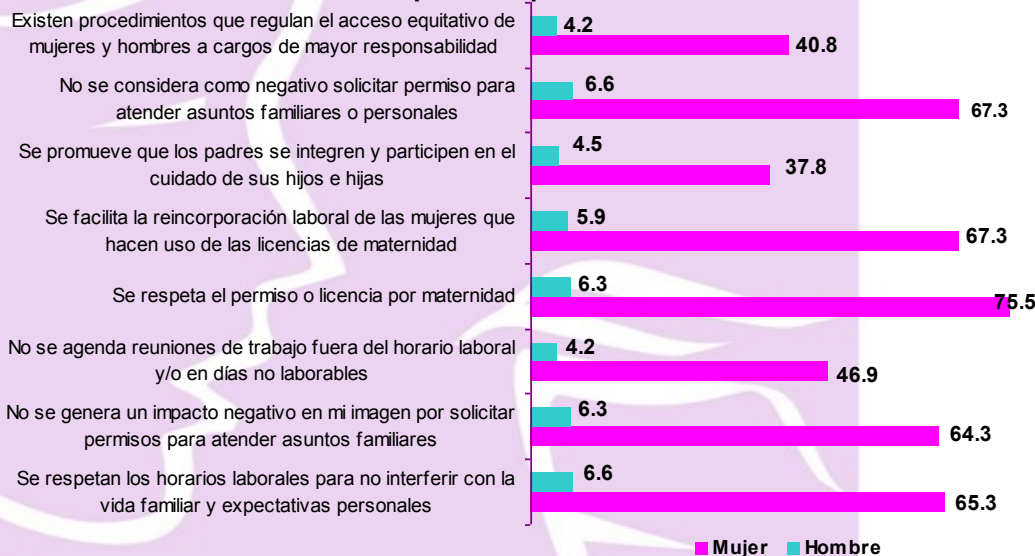 Existen procedimientos que regulan el acceso equitativo de
mujeres y hombres a cargos de mayor responsabilidad
4.2
40.8
No se considera como negativo solicitar permiso para
atender asuntos familiares o personales
6.6
67.3
Se promueve que los padres se integren y participen en el
cuidado de sus hijos e hijas
4.5
37.8
Se facilita la reincorporación laboral de las mujeres que
hacen uso de las licencias de maternidad
5.9
67.3
Se respeta el permiso o licencia por maternidad
6.3
75.5
No se agenda reuniones de trabajo fuera del horario laboral
y/o en días no laborables
4.2
46.9
No se genera un impacto negativo en mi imagen por solicitar
permisos para atender asuntos familiares
6.3
64.3
Se respetan los horarios laborales para no interferir con la
vida familiar y expectativas personales
6.6
65.3
Mujer Hombre